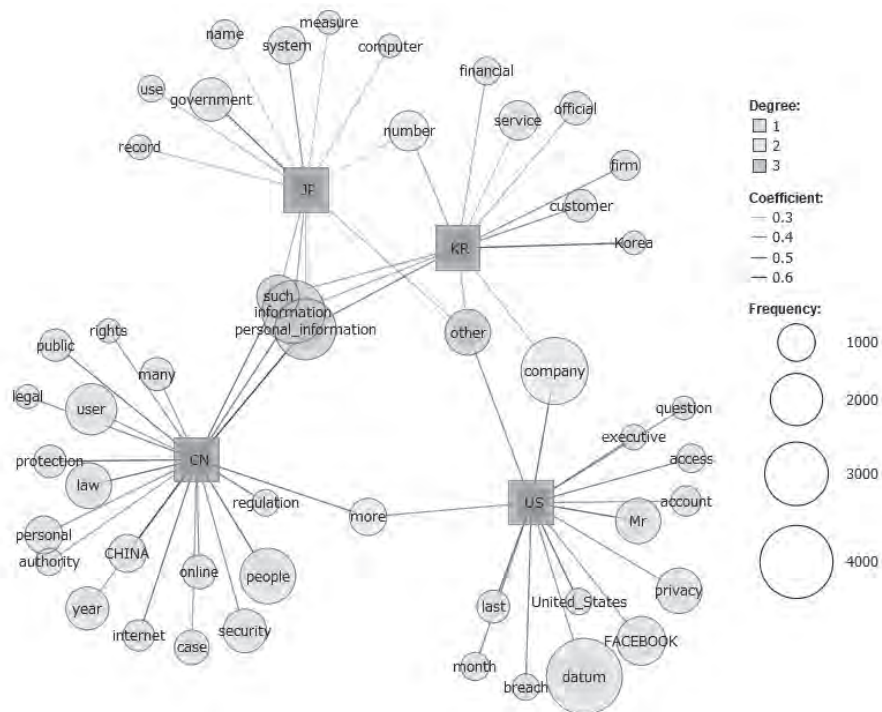 measure
name
system
computer
financial
use
government
number
service
official
record
firm
JP
customer
KR
Korea
such
information
personal_information
other
rights
public
many
company
legal
user
question
executive
protection
CN
access
law
regulation
US
account
more
Mr
personal
authority
CHINA
online
people
privacy
last
United_States
year
internet
case
security
FACEBOOK
month
datum
breach
Degree:
1
2
3
Coefficient:
0.3
0.4
0.5
0.6
Frequency:
1000
2000
3000
4000